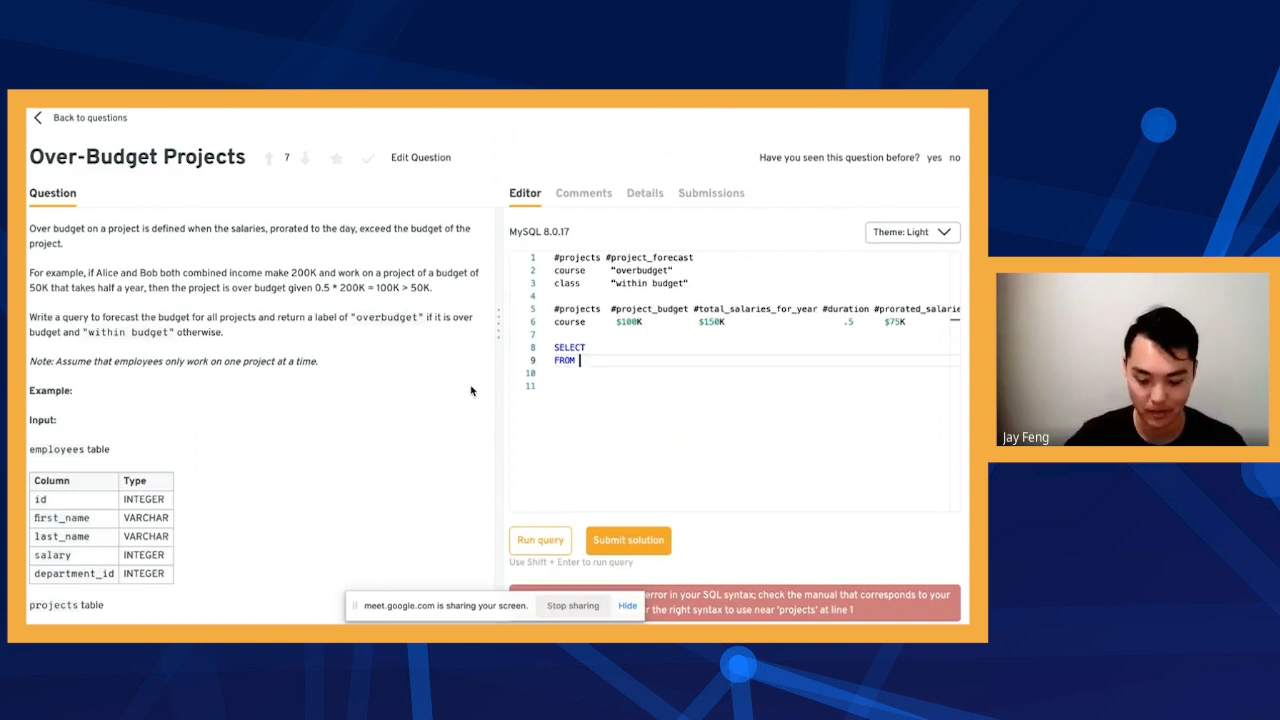 Back to questions
Over-Budget Projects
7
Edit Question
Have you seen this question before? yes no
Question
Over budget on a project is defined when the salaries, prorated to the day, exceed the budget of the
project.
For example, if Alice and Bob both combined income make 200K and work on a project of a budget of
50K that takes half a year, then the project is over budget given 0.5 * 200K = 100K > 50K.
Write a query to forecast the budget for all projects and return a label of "overbudget" if it is over
budget and "within budget" otherwise.
Note: Assume that employees only work on one project at a time.
Example:
Input:
employees table
Column Type
id INTEGER
first_name VARCHAR
last_name VARCHAR
salary INTEGER
department_id INTEGER
projects table
Editor Comments Details Submissions
MySQL 8.0.17
Theme: Light
1 #projects #project_forecast
2 course "overbudget"
3 class "within budget"
4
5 #projects #project_budget #total_salaries_for_year #duration #prorated_salarie
6 course $100K $150K .5 $75K
7
8 SELECT
9 FROM
10
11
Run query
Submit solution
Use Shift + Enter to run query
error in your SQL syntax; check the manual that corresponds to your
r the right syntax to use near 'projects' at line 1
meet.google.com is sharing your screen.
Stop sharing
Hide
Jay Feng